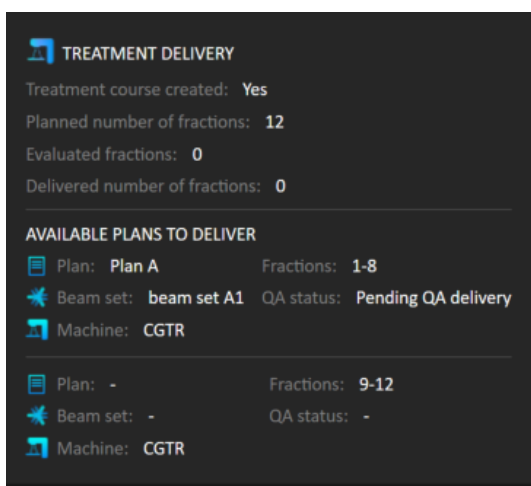 TREATMENT DELIVERY
Treatment course created: Yes
Planned number of fractions: 12
Evaluated fractions: 0
Delivered number of fractions: 0
AVAILABLE PLANS TO DELIVER
Plan: Plan A Fractions: 1-8
Beam set: beam set A1 QA status: Pending QA delivery
Machine: CGTR
Plan: - Fractions: 9-12
Beam set: - QA status: -
Machine: CGTR